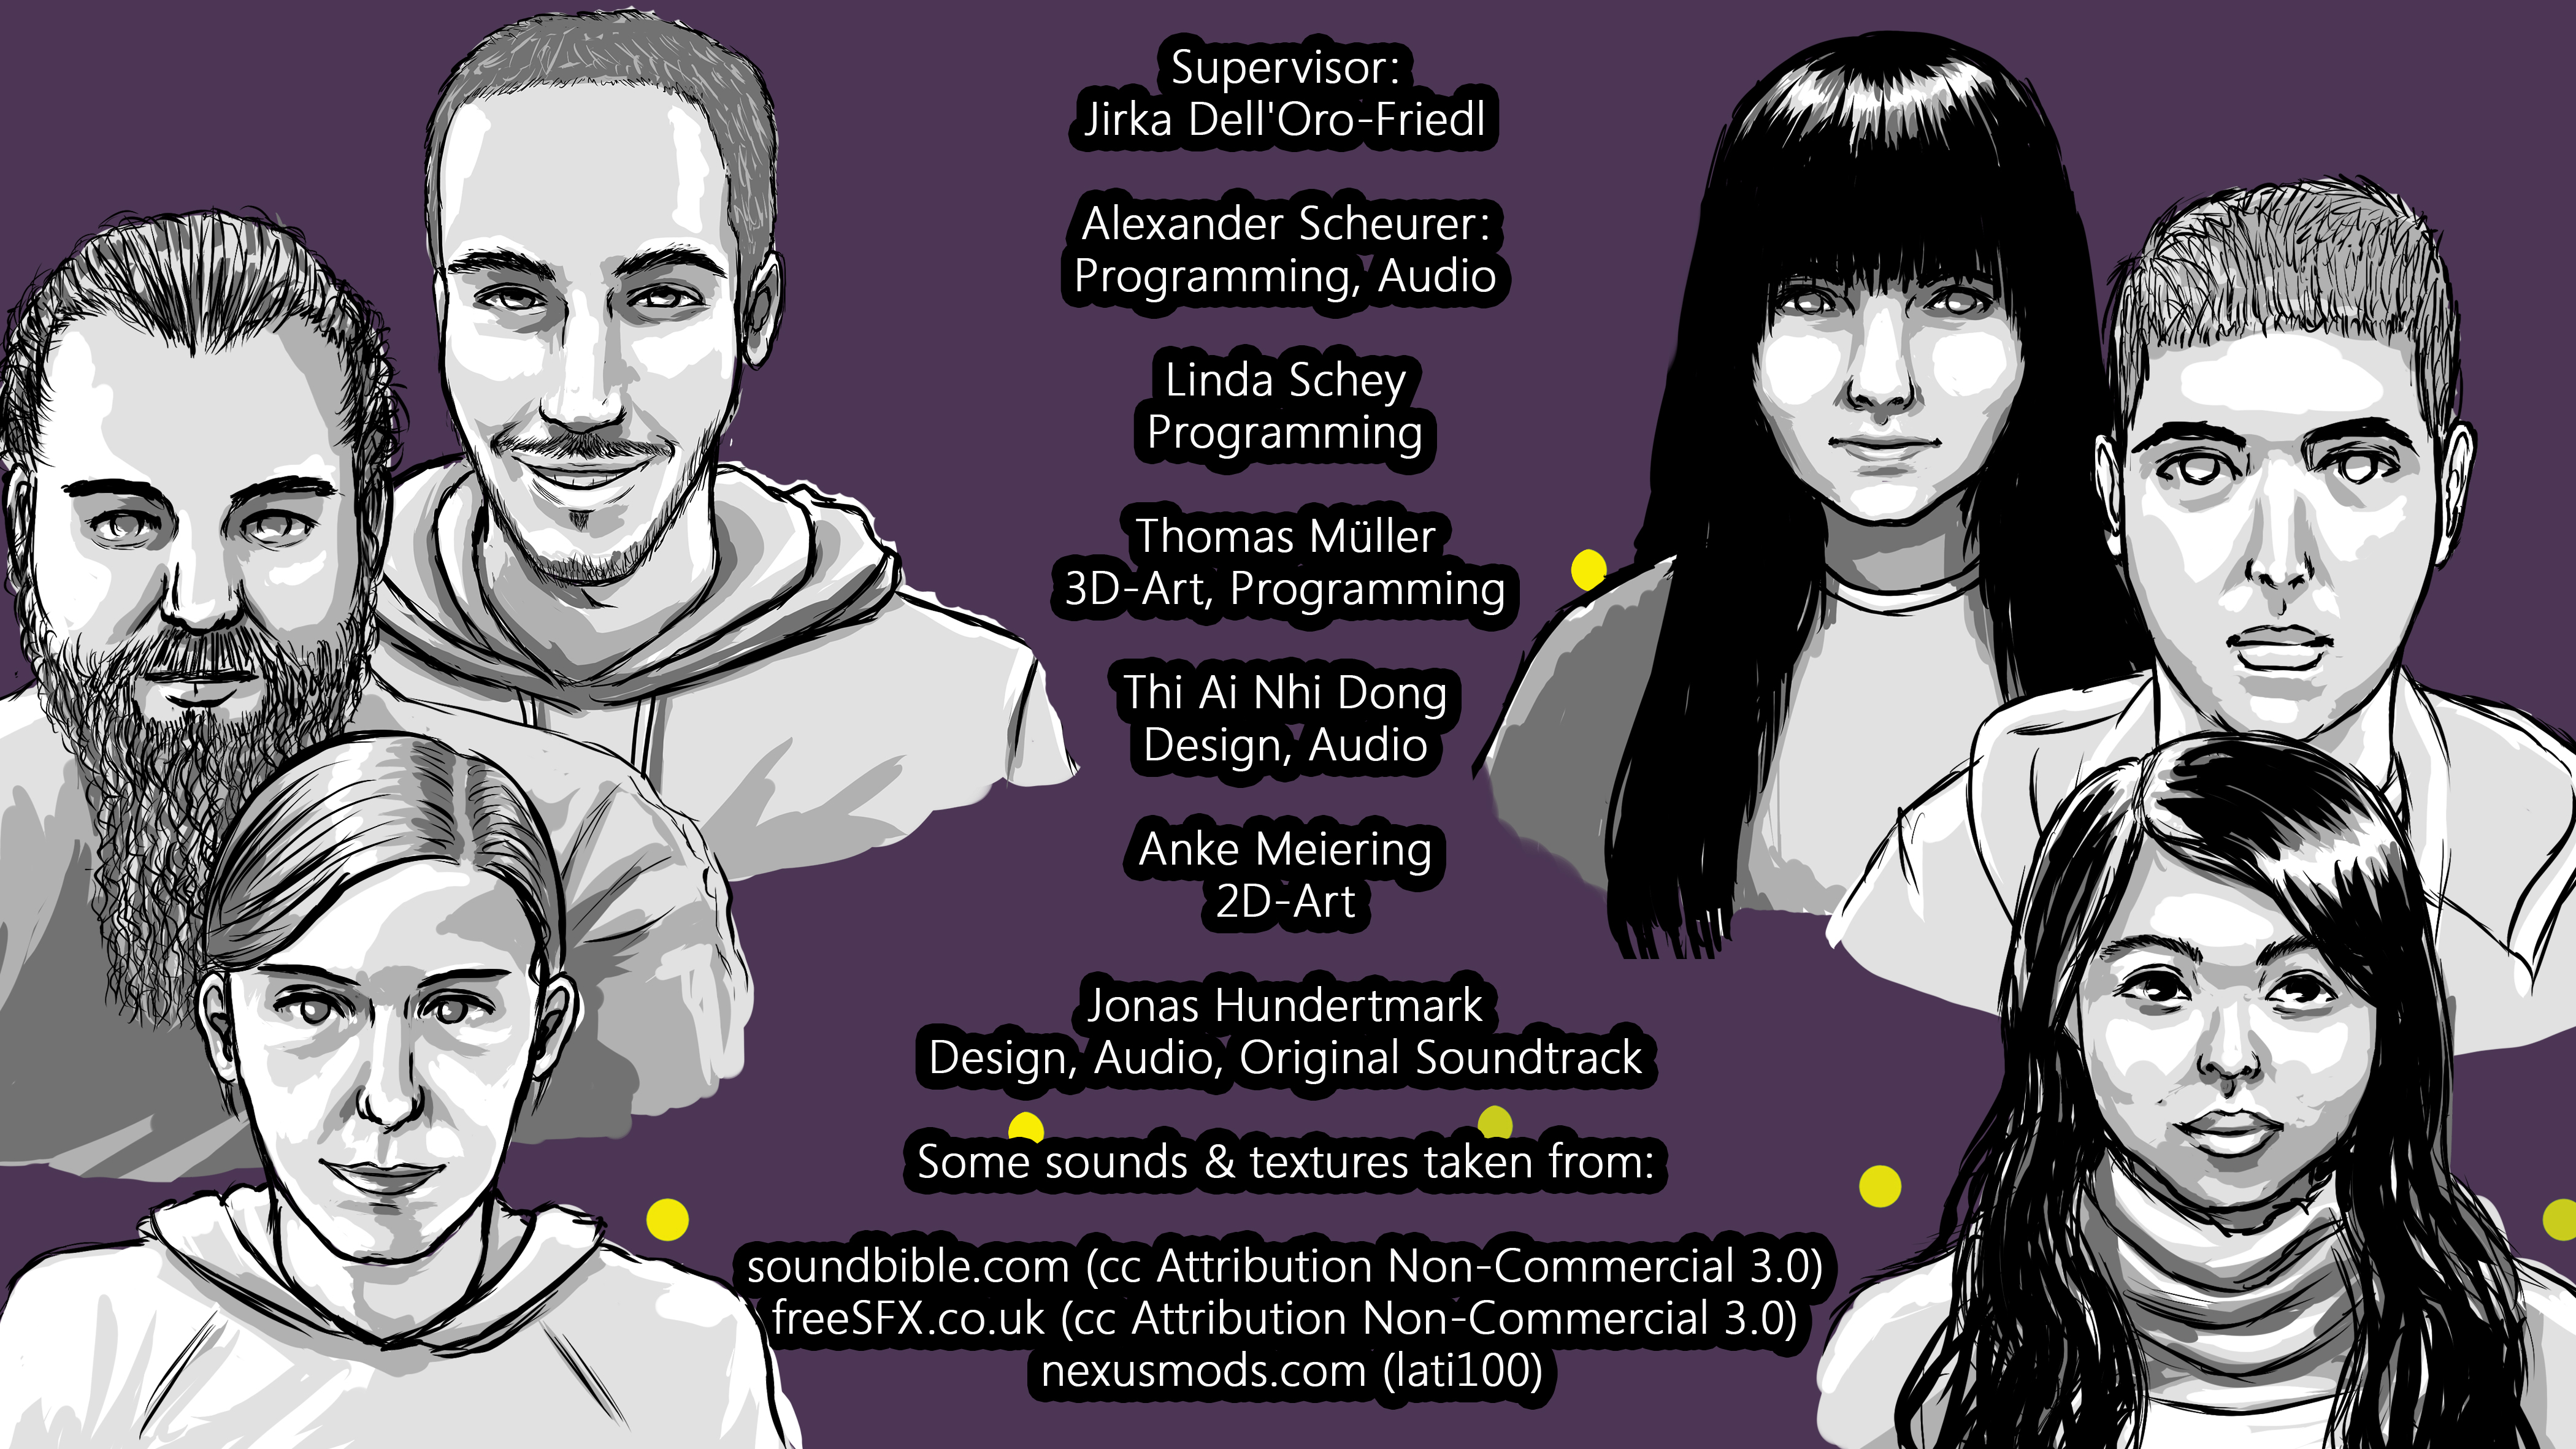 Supervisor:
Jirka Dell'Oro-Friedl
Alexander Scheurer:
Programming, Audio
Linda Schey
Programming
Thomas Müller
3D-Art, Programming
Thi Ai Nhi Dong
Design, Audio
Anke Meiering
2D-Art
Jonas Hundertmark
Design, Audio, Original Soundtrack
Some sounds & textures taken from:
soundbible.com (cc Attribution Non-Commercial 3.0)
freeSFX.co.uk (cc Attribution Non-Commercial 3.0)
nexusmods.com (lati100)